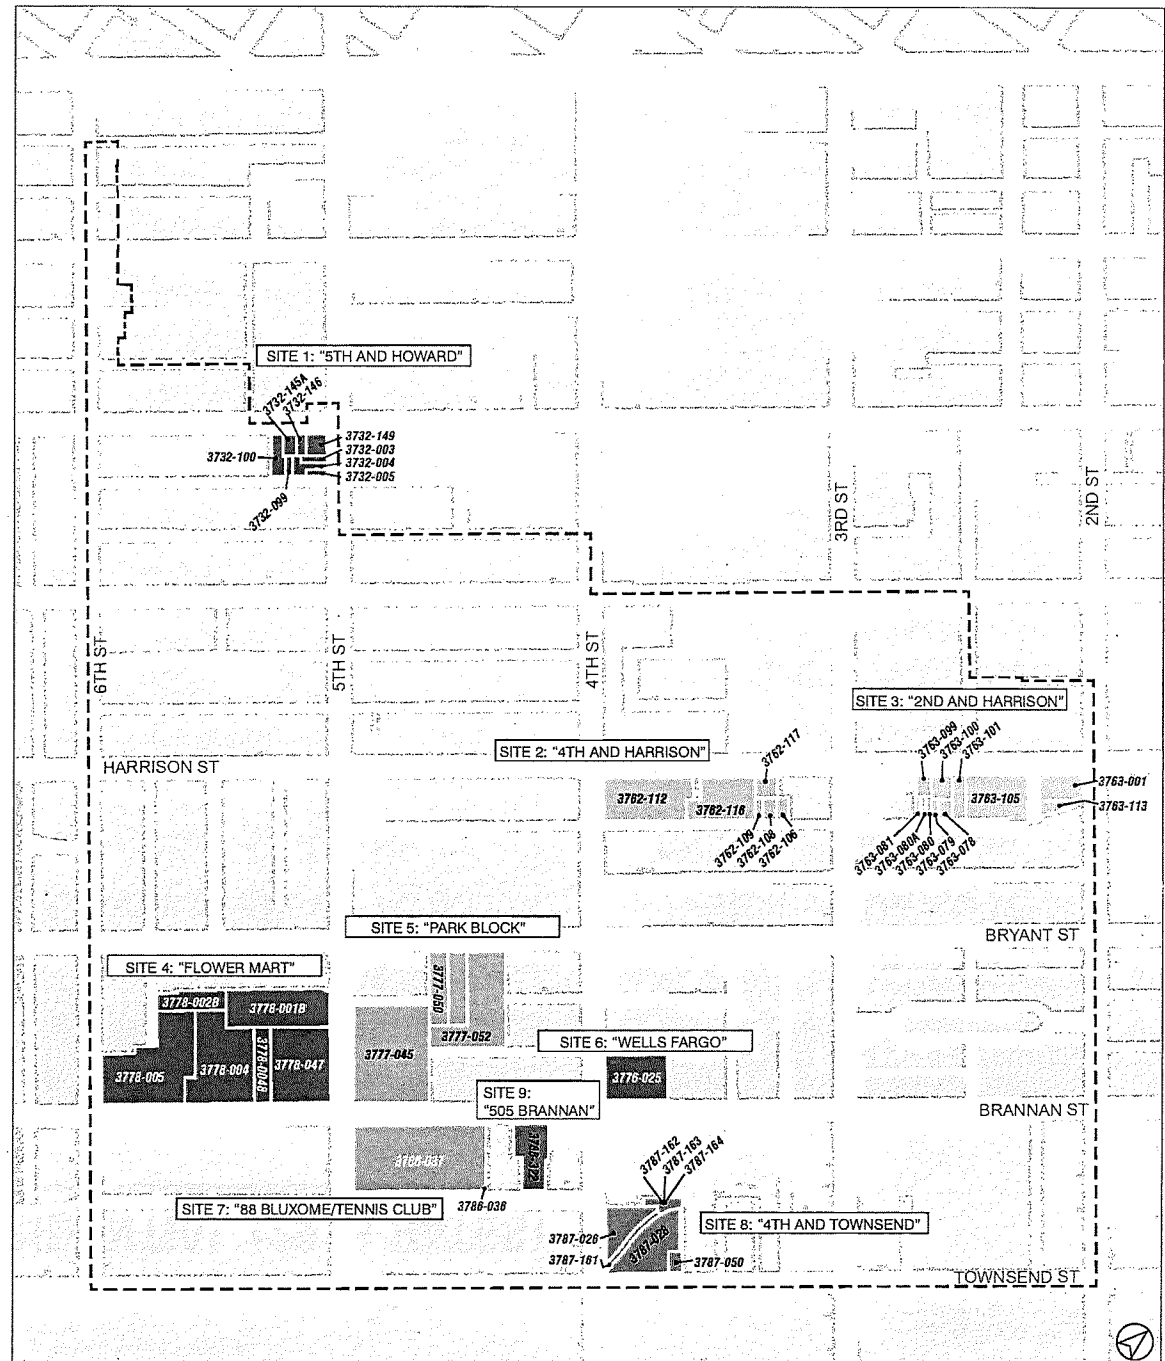 SITE 1: "5TH AND HOWARD"
3732-145A
3732-146
3732-149
3732-003
3732-100
3732-004
3732-005
3732-099
3RD ST
2ND ST
6TH ST
5TH ST
4TH ST
SITE 3: "2ND AND HARRISON"
SITE 2: "4TH AND HARRISON"
HARRISON ST
3762-117
3763-099
3763-100
3763-101
3763-001
3762-112
3762-116
3763-105
3763-113
3762-109
3762-108
3762-106
3763-081
3763-080A
3763-080
3763-079
3763-078
SITE 5: "PARK BLOCK"
BRYANT ST
SITE 4: "FLOWER MART"
3778-002B
3778-001B
3777-050
3777-052
3777-045
SITE 6: "WELLS FARGO"
3778-005
3778-004
3778-004B
3778-047
3776-025
SITE 9:
"505 BRANNAN"
BRANNAN ST
3786-037
3787-162
3787-163
3787-164
SITE 7: "88 BLUXOME/TENNIS CLUB"
3786-036
SITE 8: "4TH AND TOWNSEND"
3787-026
3787-028
3787-161
3787-050
TOWNSEND ST